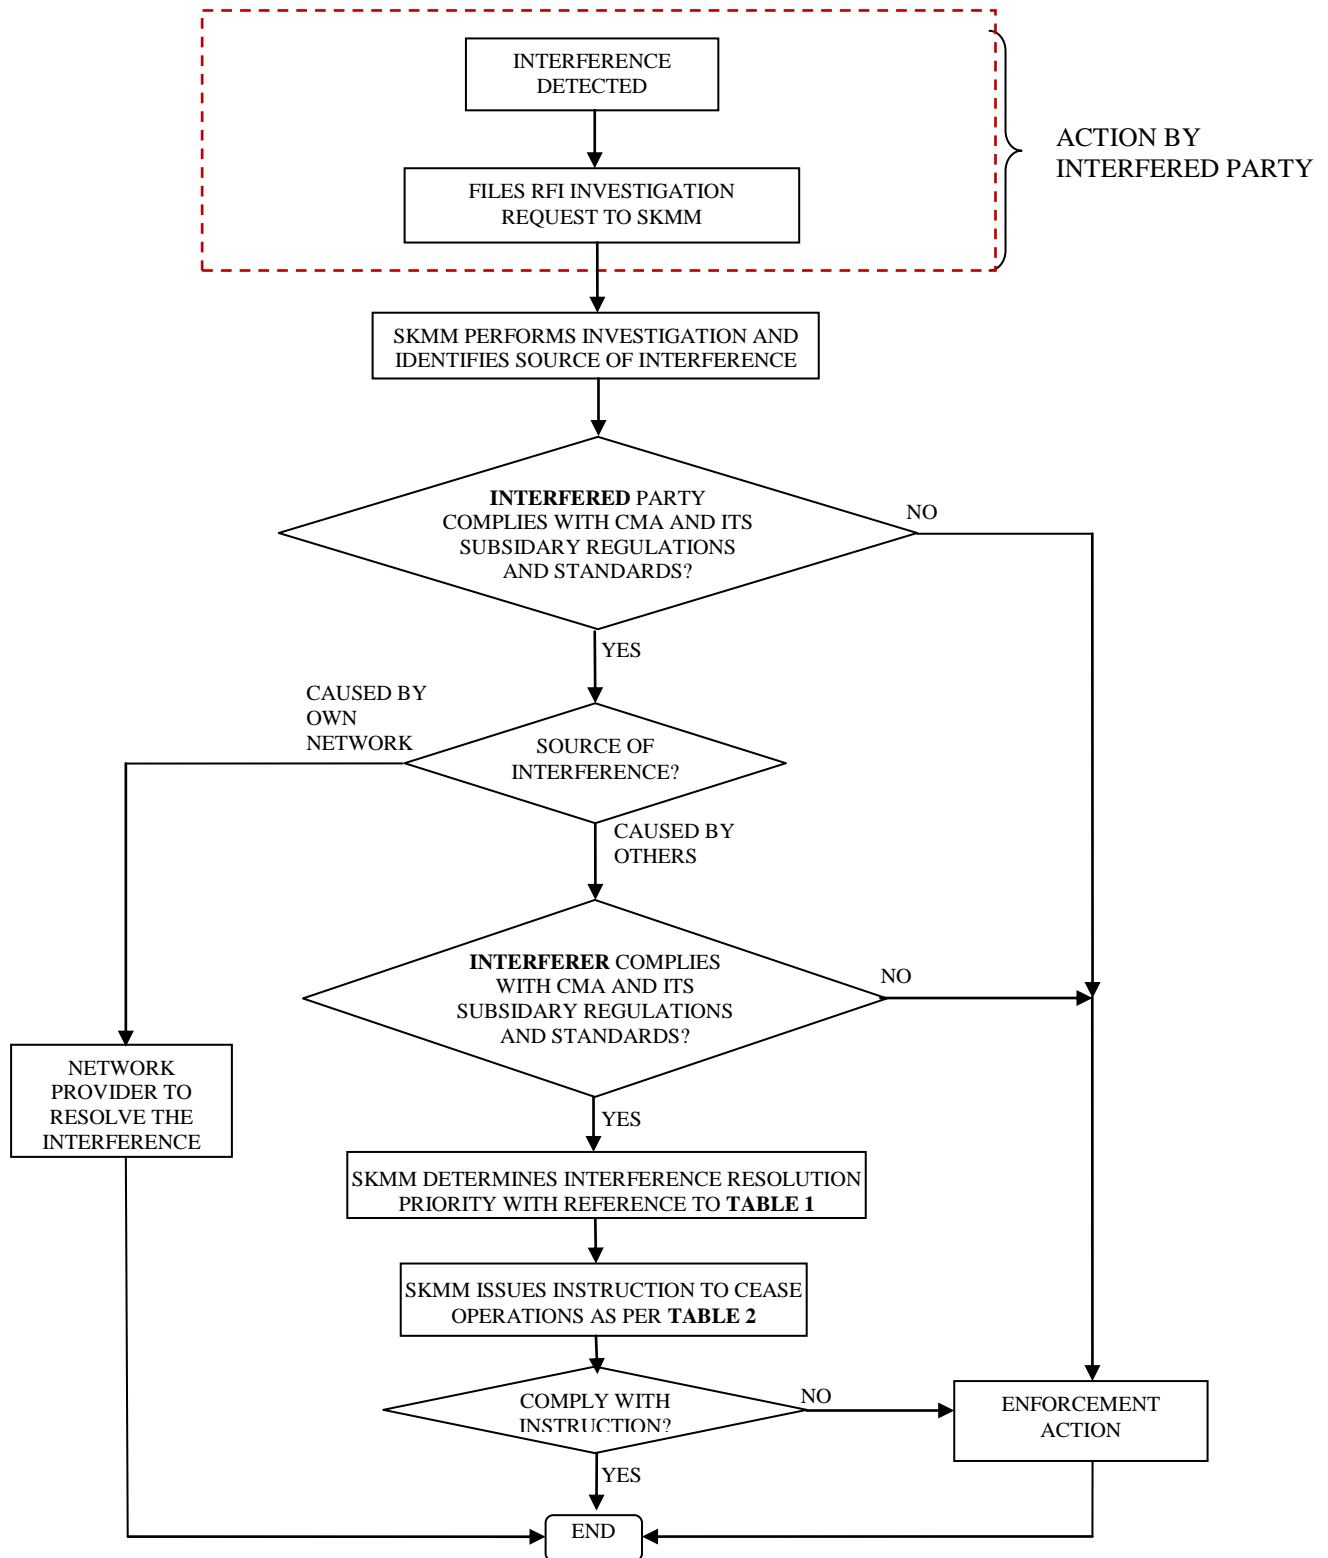 INTERFERENCE
DETECTED
ACTION BY
INTERFERED PARTY
FILES RFI INVESTIGATION
REQUEST TO SKMM
SKMM PERFORMS INVESTIGATION AND
IDENTIFIES SOURCE OF INTERFERENCE
INTERFERED PARTY
COMPLIES WITH CMA AND ITS
SUBSIDARY REGULATIONS
AND STANDARDS?
NO
YES
CAUSED BY
OWN
NETWORK
SOURCE OF
INTERFERENCE?
CAUSED BY
OTHERS
INTERFERER COMPLIES
WITH CMA AND ITS
SUBSIDARY REGULATIONS
AND STANDARDS?
NO
NETWORK
PROVIDER TO
RESOLVE THE
INTERFERENCE
YES
SKMM DETERMINES INTERFERENCE RESOLUTION
PRIORITY WITH REFERENCE TO TABLE 1
SKMM ISSUES INSTRUCTION TO CEASE
OPERATIONS AS PER TABLE 2
COMPLY WITH
INSTRUCTION?
NO
ENFORCEMENT
ACTION
YES
END